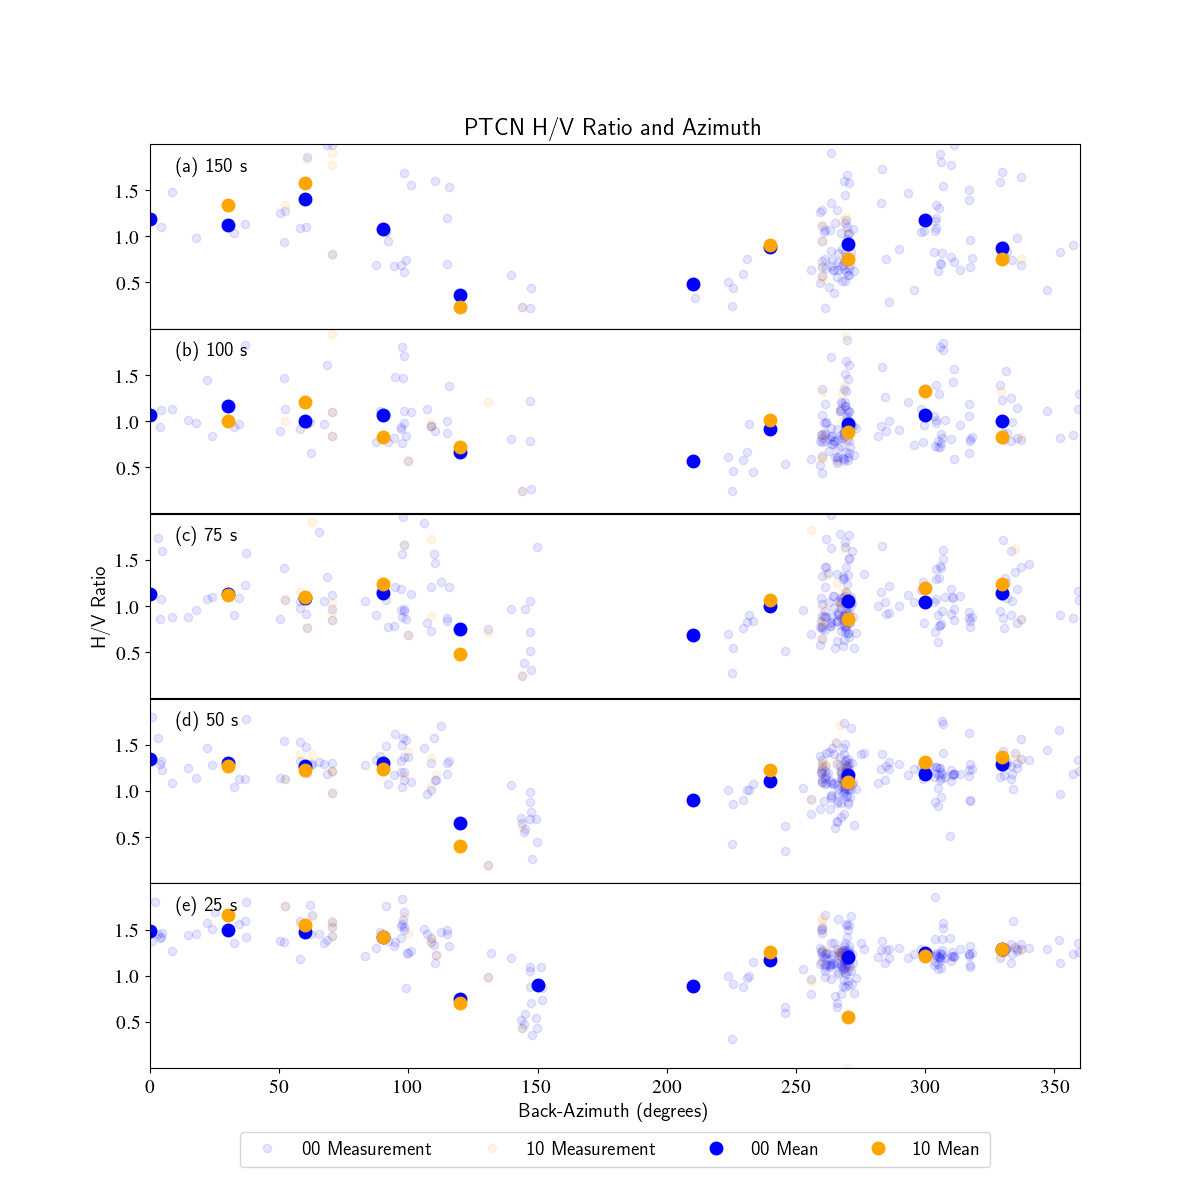 PTCN H/V Ratio and Azimuth
(a) 150 s
1.5
1.0
0.5
(b) 100 s
1.5
1.0
0.5
(c) 75 s
1.5
1.0
0.5
H/V Ratio
(d) 50 s
1.5
1.0
0.5
(e) 25 s
1.5
1.0
0.5
0 50 100 150 200 250 300 350
Back-Azimuth (degrees)
00 Measurement 10 Measurement 00 Mean 10 Mean